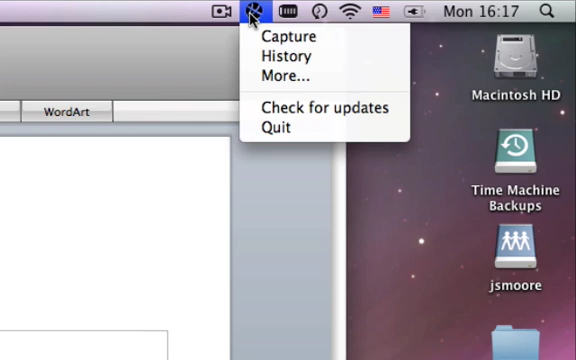 Mon 16:17
Capture
History
More...
Check for updates
Quit
WordArt
Macintosh HD
Time Machine
Backups
jsmoore